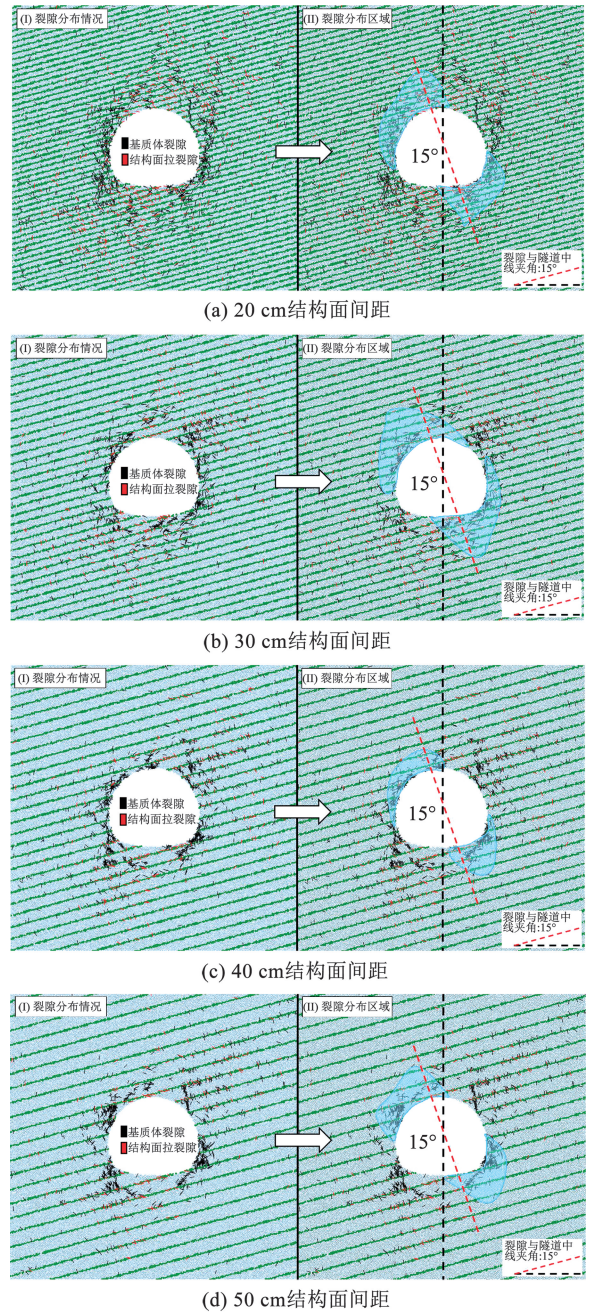 (I) 裂隙分布情况
(II) 裂隙分布区域
基质体裂隙
结构面拉裂隙
15°
裂隙与隧道中
线夹角:15°
(a) 20 cm结构面间距
(I) 裂隙分布情况
(II) 裂隙分布区域
基质体裂隙
结构面拉裂隙
15°
裂隙与隧道中
线夹角:15°
(b) 30 cm结构面间距
(I) 裂隙分布情况
(II) 裂隙分布区域
基质体裂隙
结构面拉裂隙
15°
裂隙与隧道中
线夹角:15°
(c) 40 cm结构面间距
(I) 裂隙分布情况
(II) 裂隙分布区域
基质体裂隙
结构面拉裂隙
15°
裂隙与隧道中
线夹角:15°
(d) 50 cm结构面间距